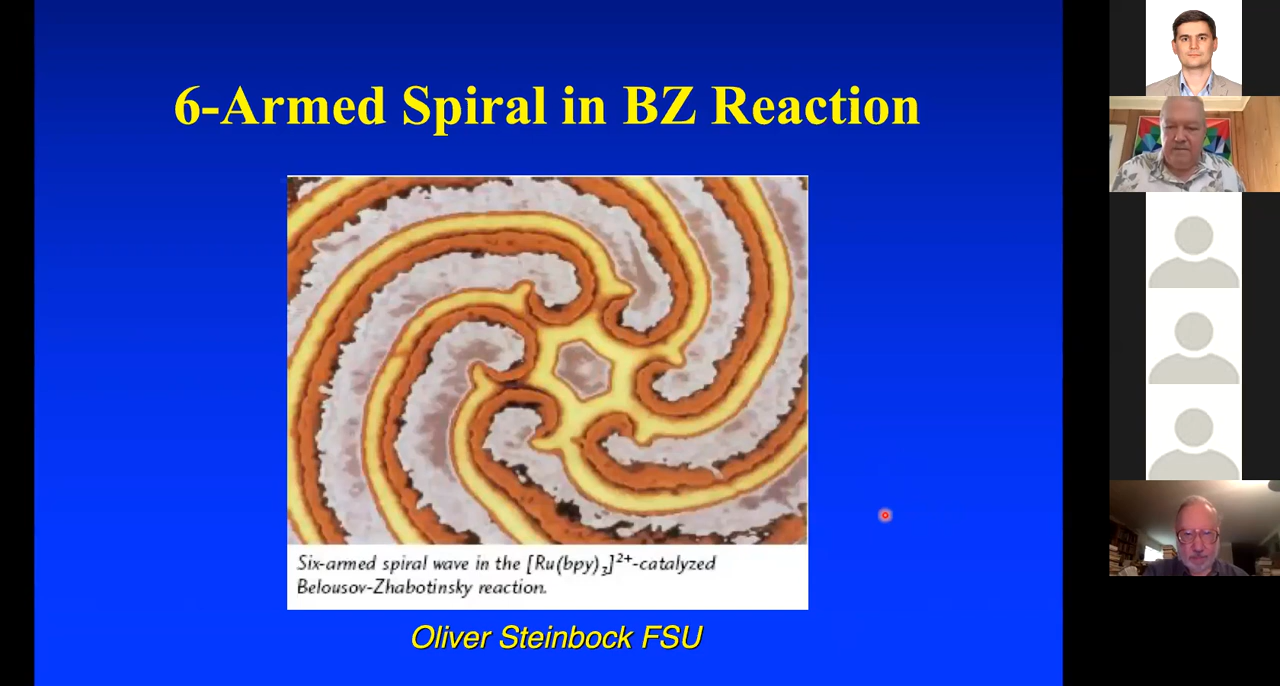 6-Armed Spiral in BZ Reaction
Six-armed spiral wave in the [Ru(bpy)₃]²⁺-catalyzed
Belousov-Zhabotinsky reaction.
Oliver Steinbock FSU